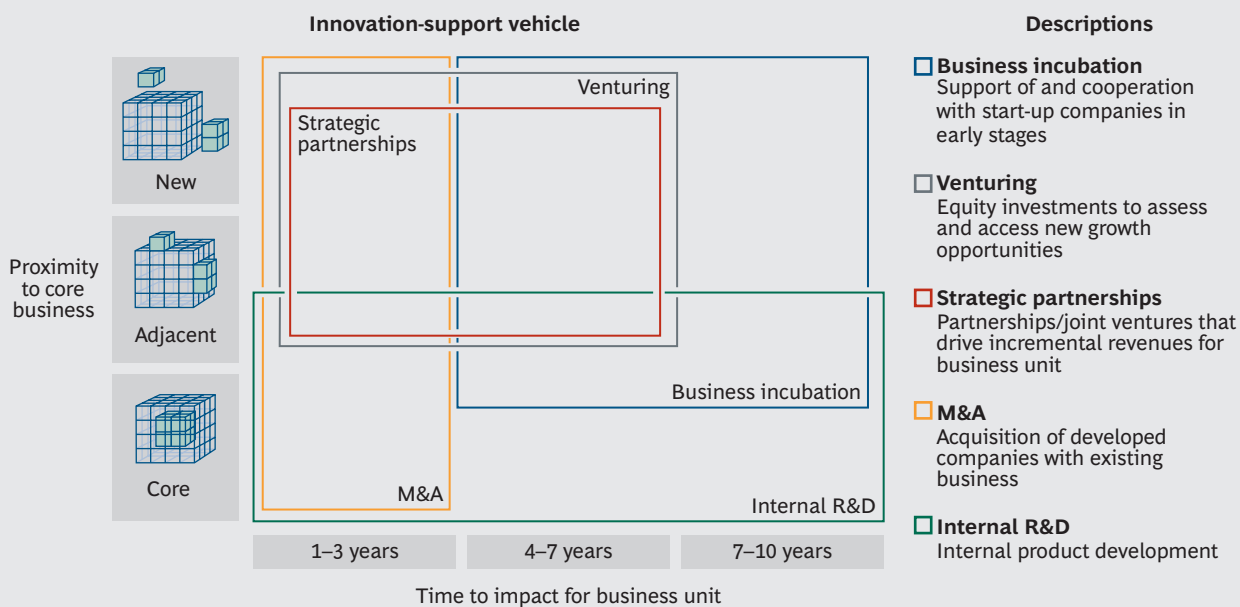 Innovation-support vehicle
Descriptions
Proximity
to core
business
New
Adjacent
Core
Venturing
Strategic
partnerships
Business incubation
M&A
Internal R&D
1–3 years
4–7 years
7–10 years
Time to impact for business unit
Business incubation
Support of and cooperation
with start-up companies in
early stages
Venturing
Equity investments to assess
and access new growth
opportunities
Strategic partnerships
Partnerships/joint ventures that
drive incremental revenues for
business unit
M&A
Acquisition of developed
companies with existing
business
Internal R&D
Internal product development